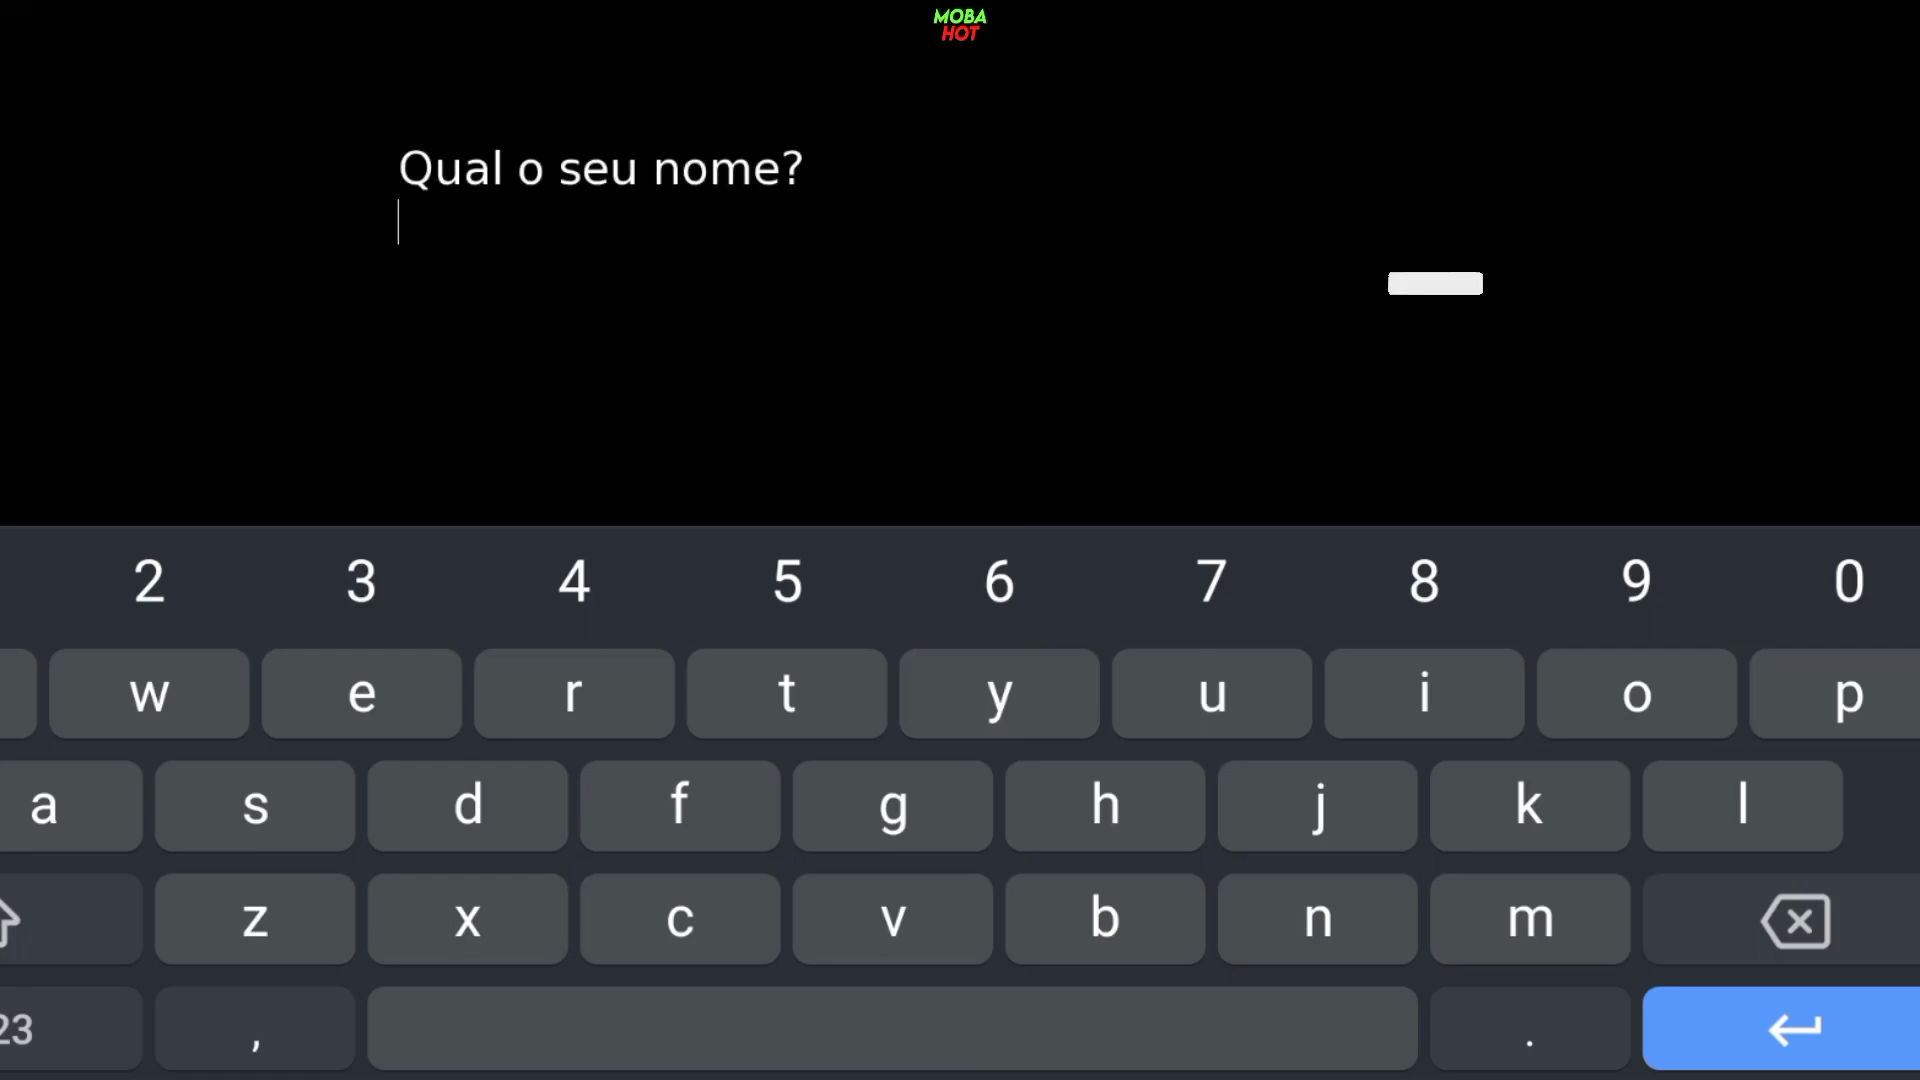 MOBA
HOT
Qual o seu nome?
2 3 4 5 6 7 8 9 0
w e r t y u i o p
a s d f g h j k l
z x c v b n m
23 , .